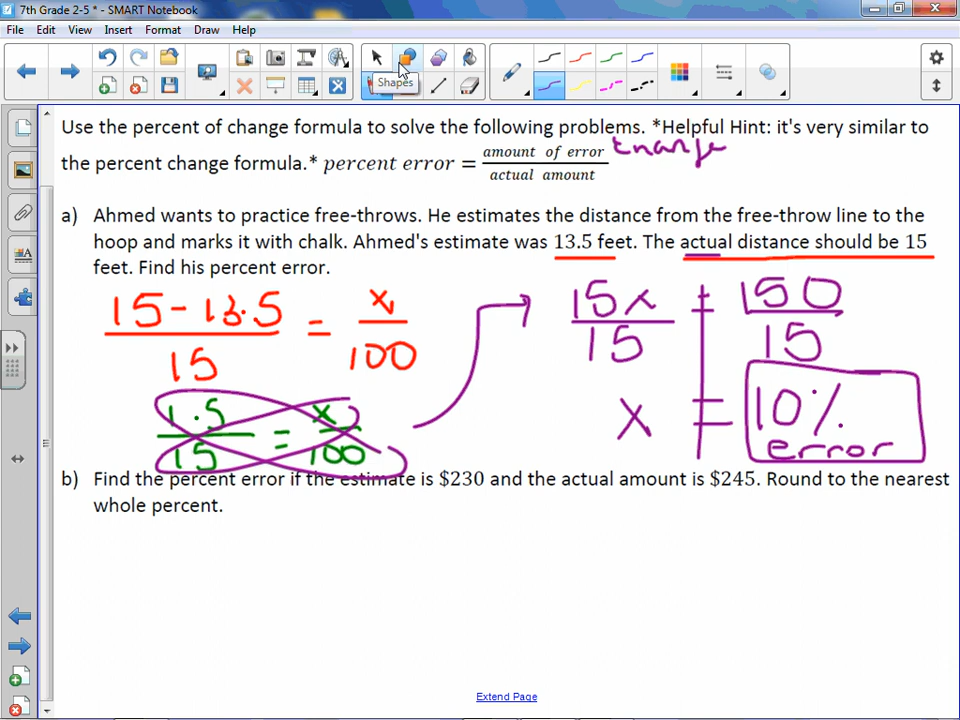 7th Grade 2-5 * - SMART Notebook
File Edit View Insert Format Draw Help
Shapes
Use the percent of change formula to solve the following problems. *Helpful Hint: it's very similar to
the percent change formula.* percent error = amount of error / actual amount change
a) Ahmed wants to practice free-throws. He estimates the distance from the free-throw line to the
hoop and marks it with chalk. Ahmed's estimate was 13.5 feet. The actual distance should be 15
feet. Find his percent error.
15 - 13.5 / 15 = x / 100
15x / 15 = 150 / 15
1.5 / 15 = x / 100
x = 10%
error
b) Find the percent error if the estimate is $230 and the actual amount is $245. Round to the nearest
whole percent.
Extend Page